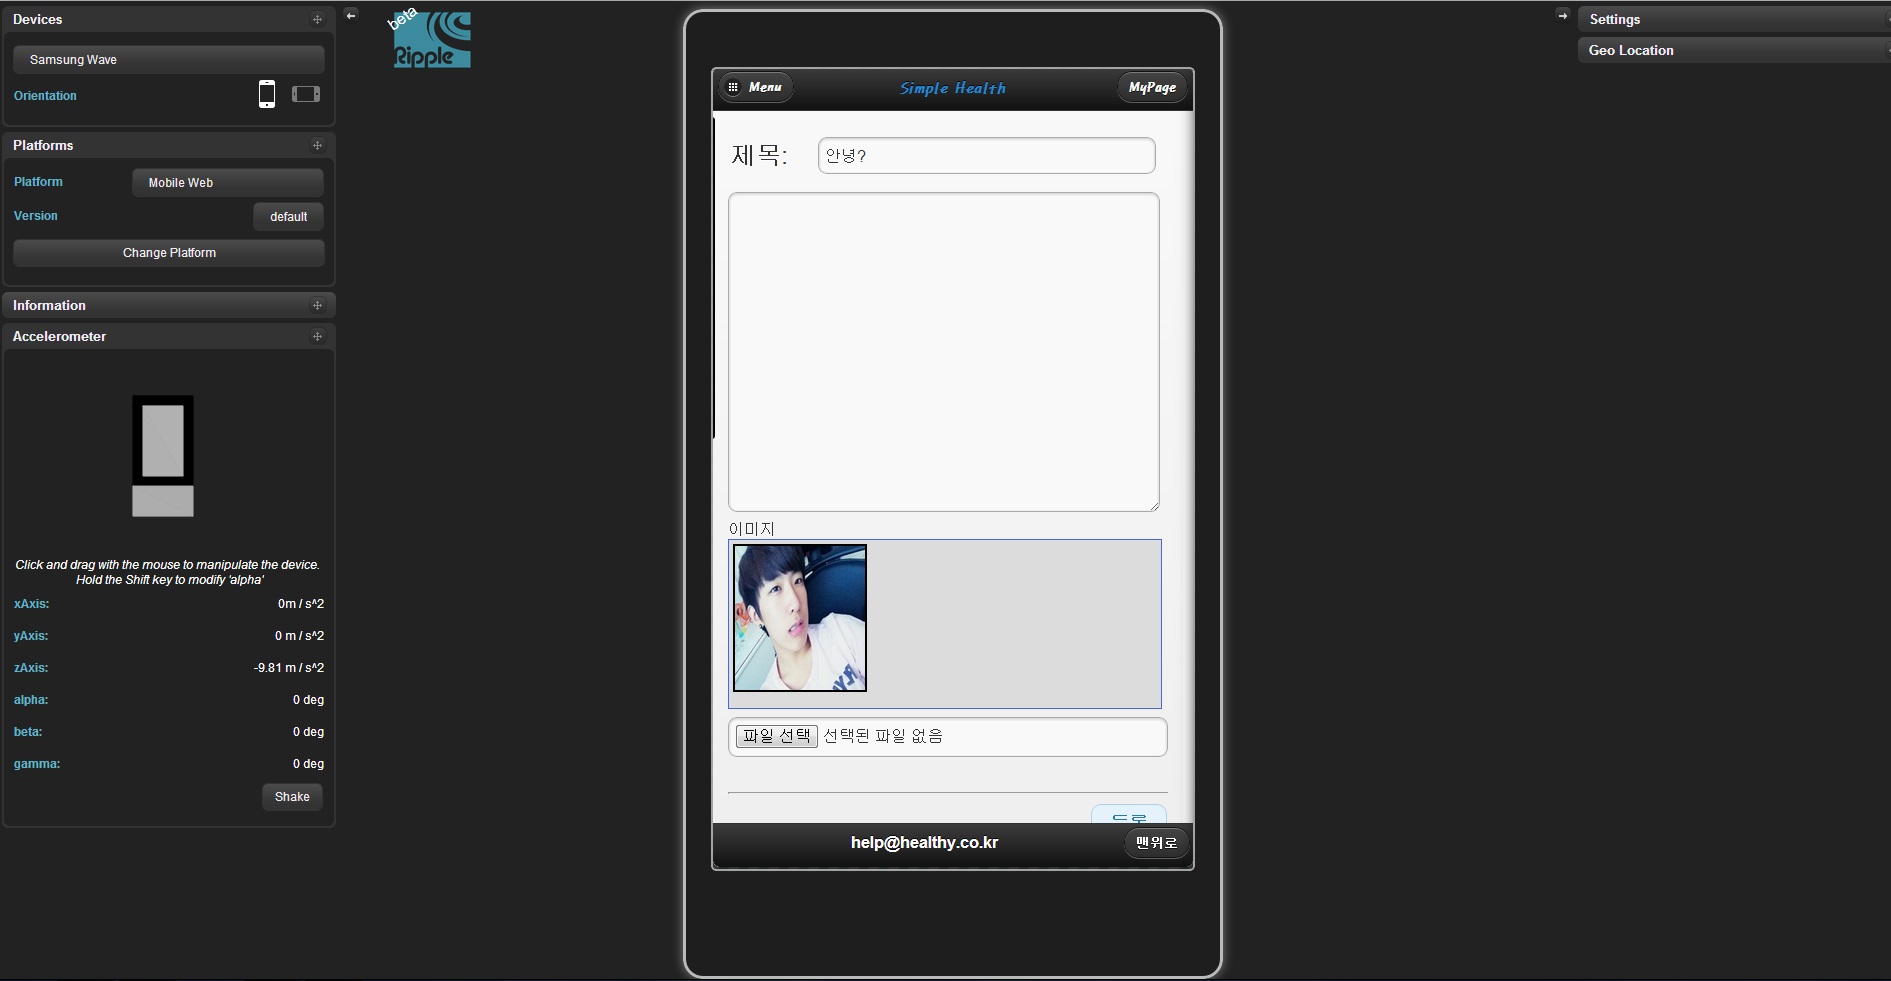 Devices
Samsung Wave
Orientation
Platforms
Platform Mobile Web
Version default
Change Platform
Information
Accelerometer
Click and drag with the mouse to manipulate the device.
Hold the Shift key to modify 'alpha'
xAxis: 0m / s^2
yAxis: 0 m / s^2
zAxis: -9.81 m / s^2
alpha: 0 deg
beta: 0 deg
gamma: 0 deg
Shake
beta
Ripple
Menu Simple Health MyPage
제목: 안녕?
이미지
파일 선택 선택된 파일 없음
등록
help@healthy.co.kr 맨위로
Settings
Geo Location